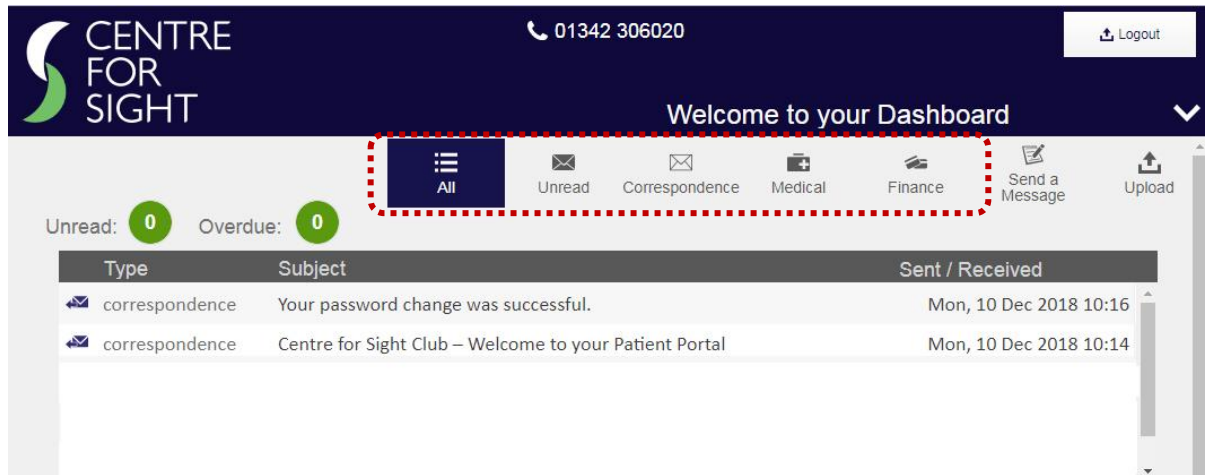 CENTRE
FOR
SIGHT
01342 306020
Logout
Welcome to your Dashboard
All
Unread
Correspondence
Medical
Finance
Send a
Message
Upload
Unread: 0 Overdue: 0
Type Subject Sent / Received
correspondence Your password change was successful. Mon, 10 Dec 2018 10:16
correspondence Centre for Sight Club – Welcome to your Patient Portal Mon, 10 Dec 2018 10:14